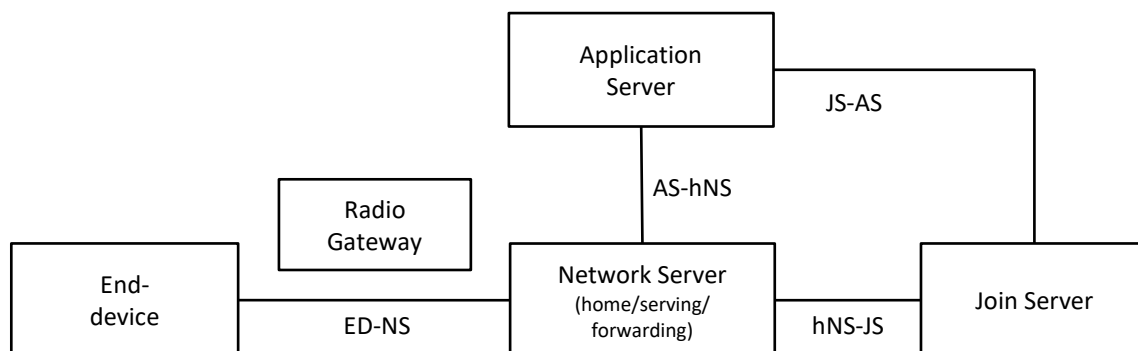 Application
Server
JS-AS
AS-hNS
Radio
Gateway
End-
device
ED-NS
Network Server
(home/serving/
forwarding)
hNS-JS
Join Server